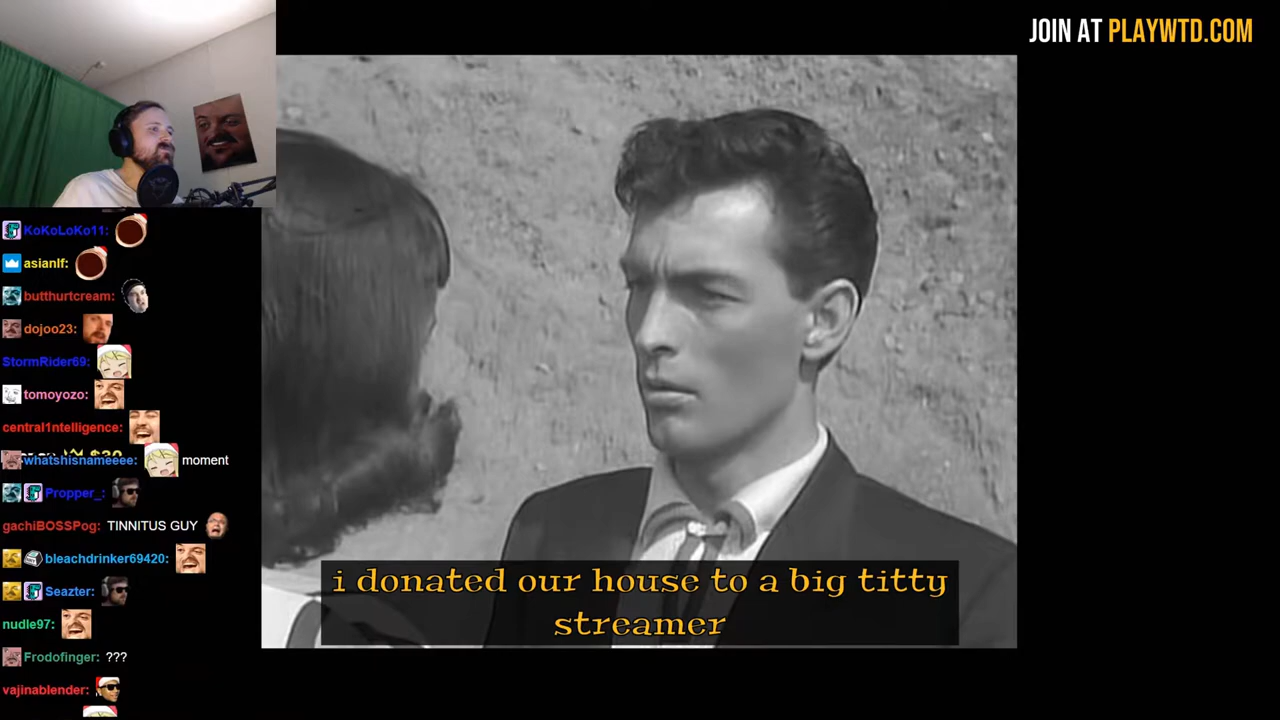 JOIN AT PLAYWTD.COM
KoKoLoKo11:
asianlf:
butthurtcream:
dojoo23:
StormRider69:
tomoyozo:
central1ntelligence:
whatshisnameeee: moment
Propper_:
gachiBOSSPog: TINNITUS GUY
bleachdrinker69420:
Seazter:
nudle97:
Frodofinger: ???
vajinablender:
i donated our house to a big titty
streamer